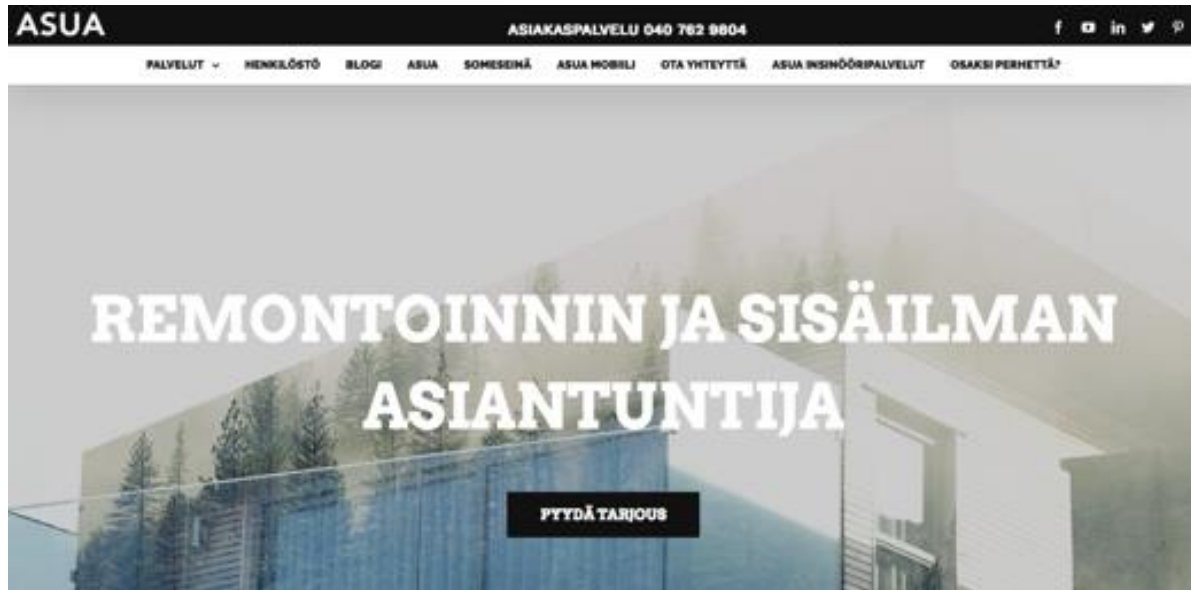 ASUA
ASIAKASPALVELU 040 762 9804
PALVELUT HENKILÖSTÖ BLOGI ASUA SOMESEINÄ ASUA MOBIILI OTA YHTEYTTÄ ASUA INSINÖÖRIPALVELUT OSAKSI PERHETTÄ?
REMONTOINNIN JA SISÄILMAN
ASIANTUNTIJA
PYYDÄ TARJOUS